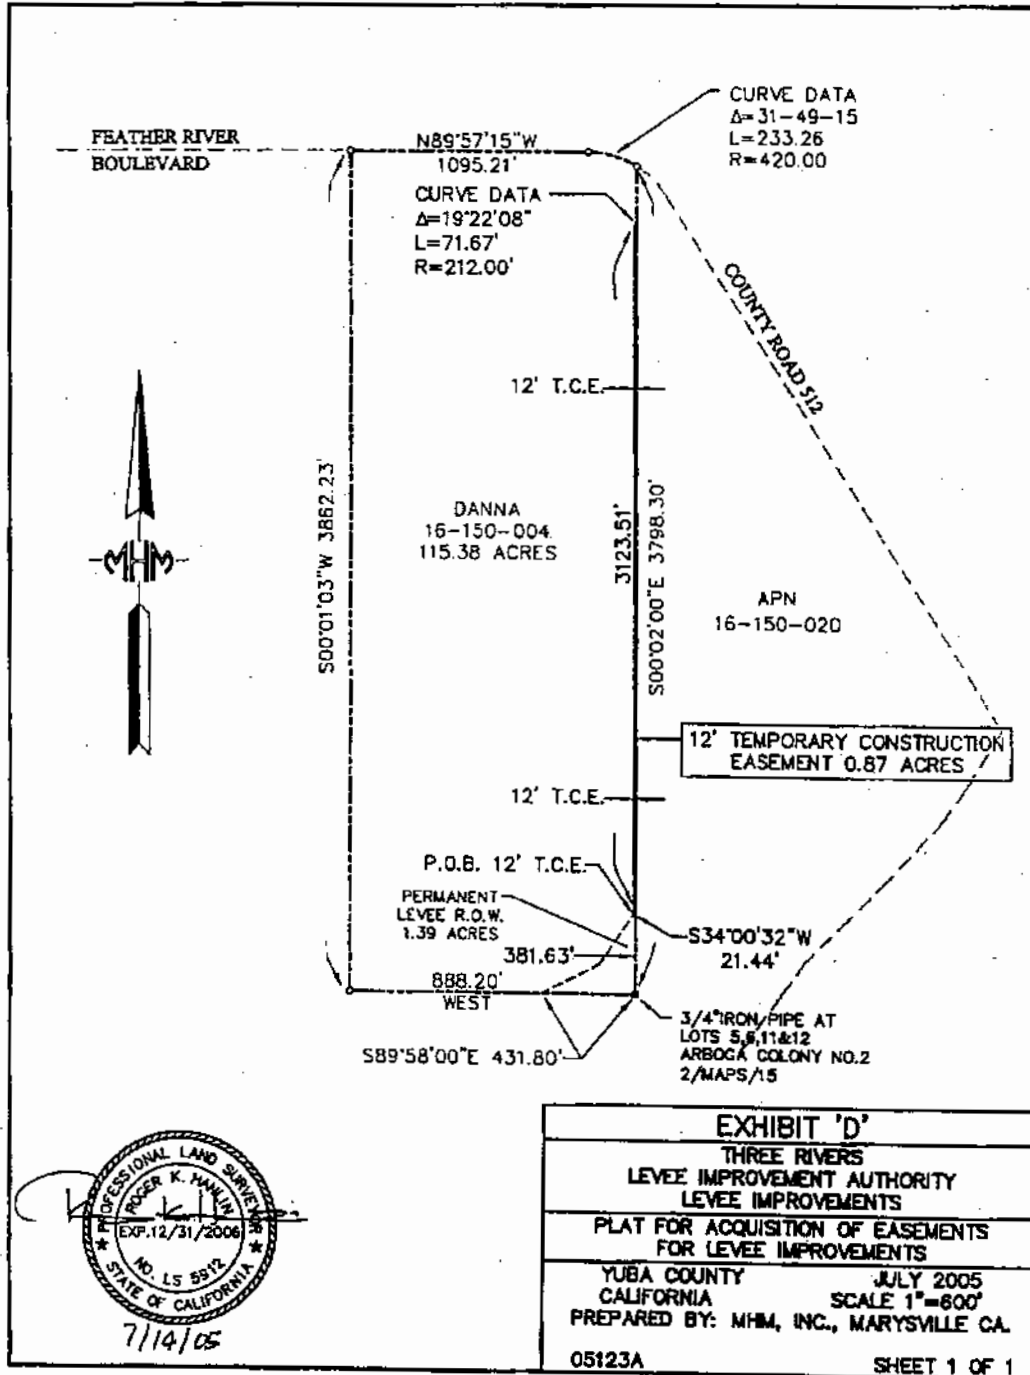 FEATHER RIVER
BOULEVARD
N89°57'15"W
1095.21'
CURVE DATA
Δ=31-49-15
L=233.26
R=420.00
CURVE DATA
Δ=19°22'08"
L=71.67'
R=212.00'
COUNTY ROAD 512
12' T.C.E.
S00°01'03"W 3862.23'
DANNA
16-150-004
115.38 ACRES
3123.51'
S00°02'00"E 3798.30'
APN
16-150-020
MHM
12' TEMPORARY CONSTRUCTION
EASEMENT 0.87 ACRES
12' T.C.E.
P.O.B. 12' T.C.E.
PERMANENT
LEVEE R.O.W.
1.39 ACRES
S34°00'32"W
21.44'
381.63'
888.20'
WEST
S89°58'00"E 431.80'
3/4" IRON PIPE AT
LOTS 5,6,11&12
ARBOGA COLONY NO.2
2/MAPS/15
PROFESSIONAL LAND SURVEYOR
ROGER K. HANLIN
EXP.12/31/2006
NO. LS 5912
STATE OF CALIFORNIA
7/14/05
EXHIBIT 'D'
THREE RIVERS
LEVEE IMPROVEMENT AUTHORITY
LEVEE IMPROVEMENTS
PLAT FOR ACQUISITION OF EASEMENTS
FOR LEVEE IMPROVEMENTS
YUBA COUNTY JULY 2005
CALIFORNIA SCALE 1"=600'
PREPARED BY: MHM, INC., MARYSVILLE CA.
05123A SHEET 1 OF 1